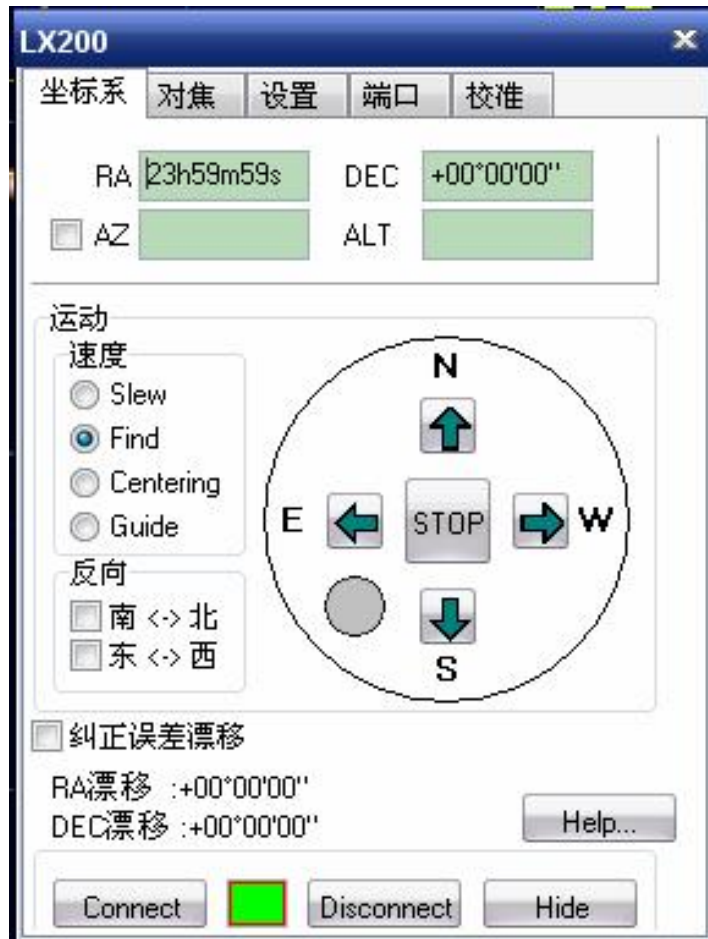 LX200
坐标系 对焦 设置 端口 校准
RA 23h59m59s DEC +00°00'00''
AZ ALT
运动
速度
Slew
Find
Centering
Guide
反向
南 <-> 北
东 <-> 西
N
E STOP W
S
纠正误差漂移
RA漂移 :+00°00'00''
DEC漂移 :+00°00'00''
Help...
Connect Disconnect Hide